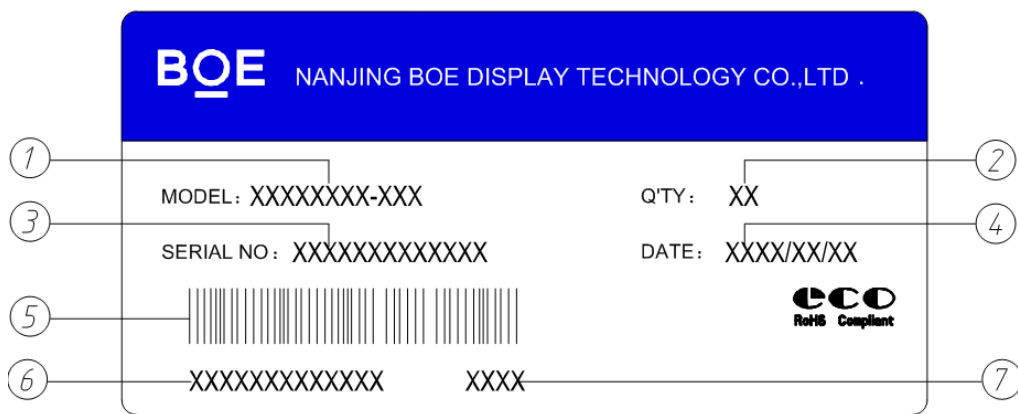 BOE NANJING BOE DISPLAY TECHNOLOGY CO.,LTD .
1 2
MODEL: XXXXXXXX-XXX Q'TY: XX
3 4
SERIAL NO: XXXXXXXXXXXXX DATE: XXXX/XX/XX
5 eco
RoHS Compliant
6 XXXXXXXXXXXXX XXXX 7